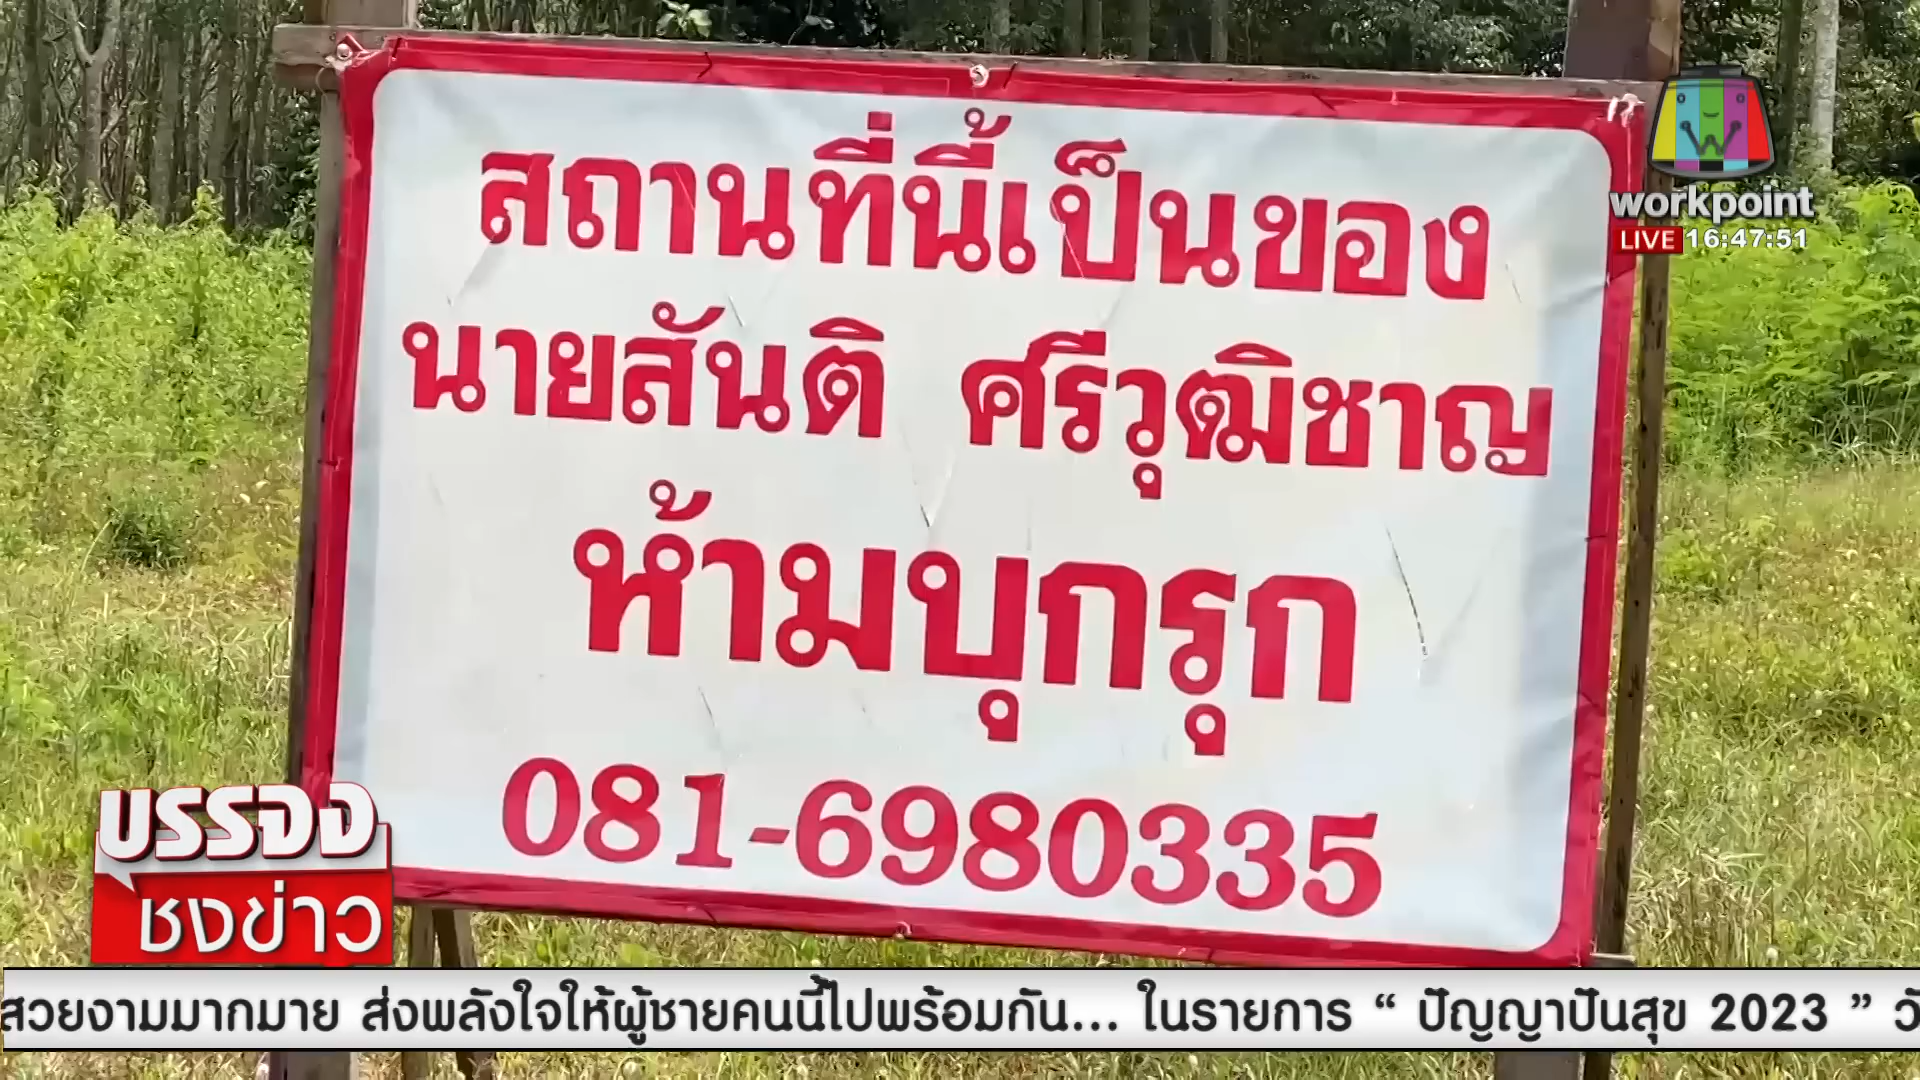 สถานที่นี้เป็นของ
นายสันติ ศรีวุฒิชาญ
ห้ามบุกรุก
081-6980335
workpoint
LIVE 16:47:51
บรรจง
ชงข่าว
สวยงามมากมาย ส่งพลังใจให้ผู้ชายคนนี้ไปพร้อมกัน... ในรายการ “ ปัญญาปันสุข 2023 ”